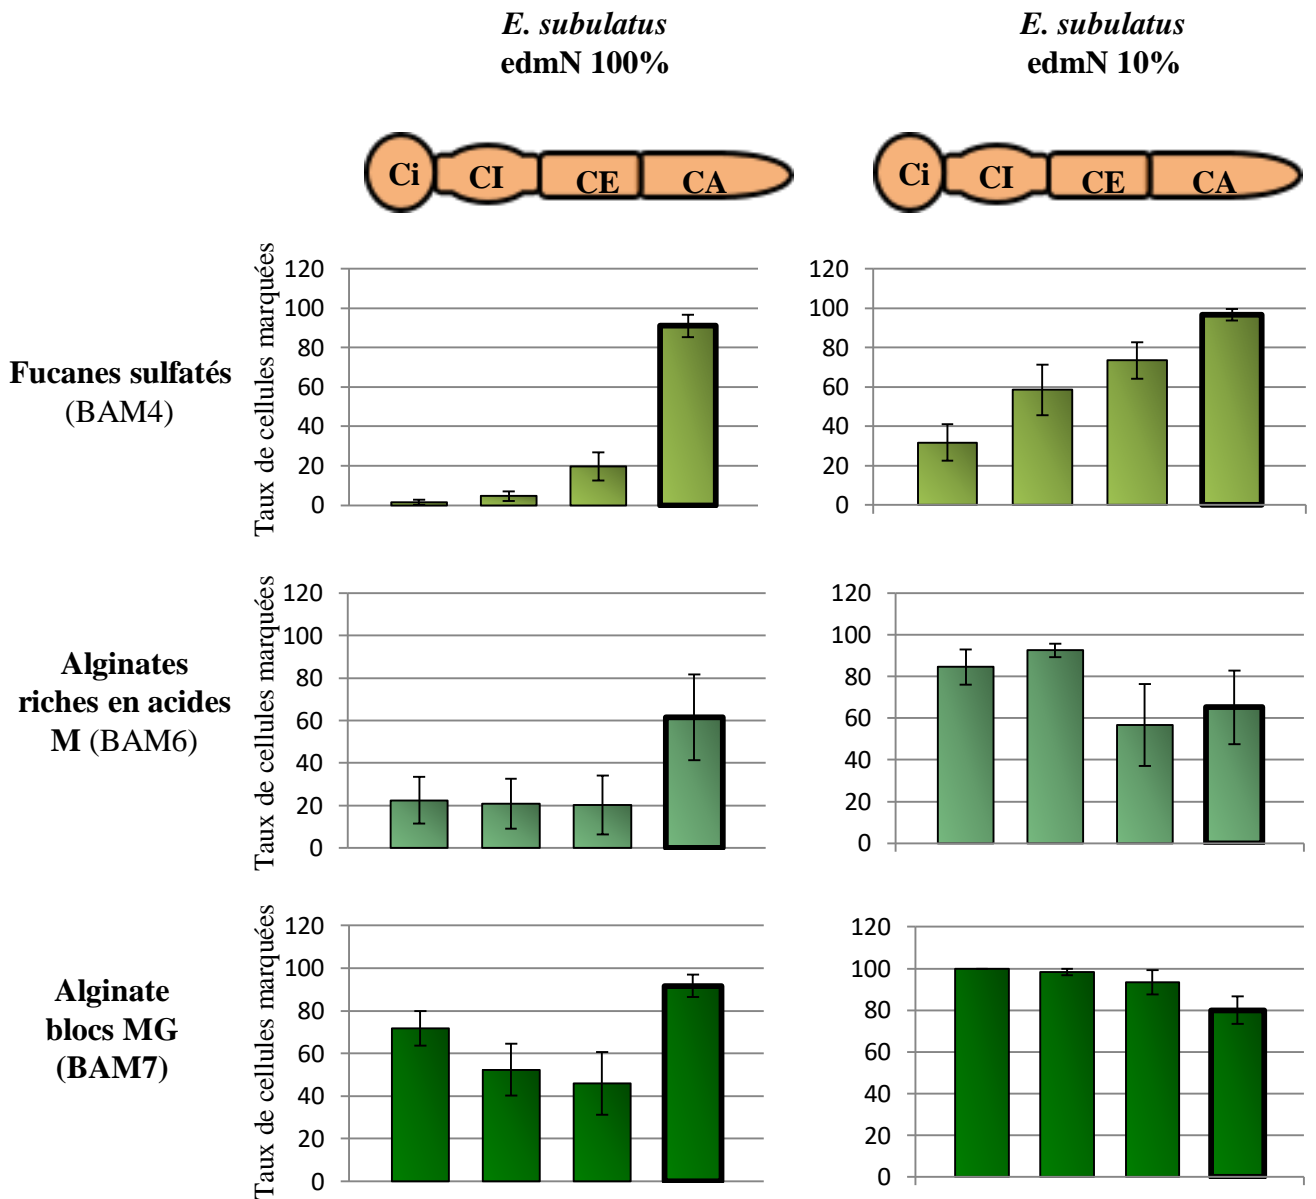 E. subulatus
edmN 100%
E. subulatus
edmN 10%
Ci CI CE CA
Ci CI CE CA
Fucanes sulfatés
(BAM4)
Taux de cellules marquées
120
100
80
60
40
20
0
120
100
80
60
40
20
0
Alginates
riches en acides
M (BAM6)
Taux de cellules marquées
120
100
80
60
40
20
0
120
100
80
60
40
20
0
Alginate
blocs MG
(BAM7)
Taux de cellules marquées
120
100
80
60
40
20
0
120
100
80
60
40
20
0